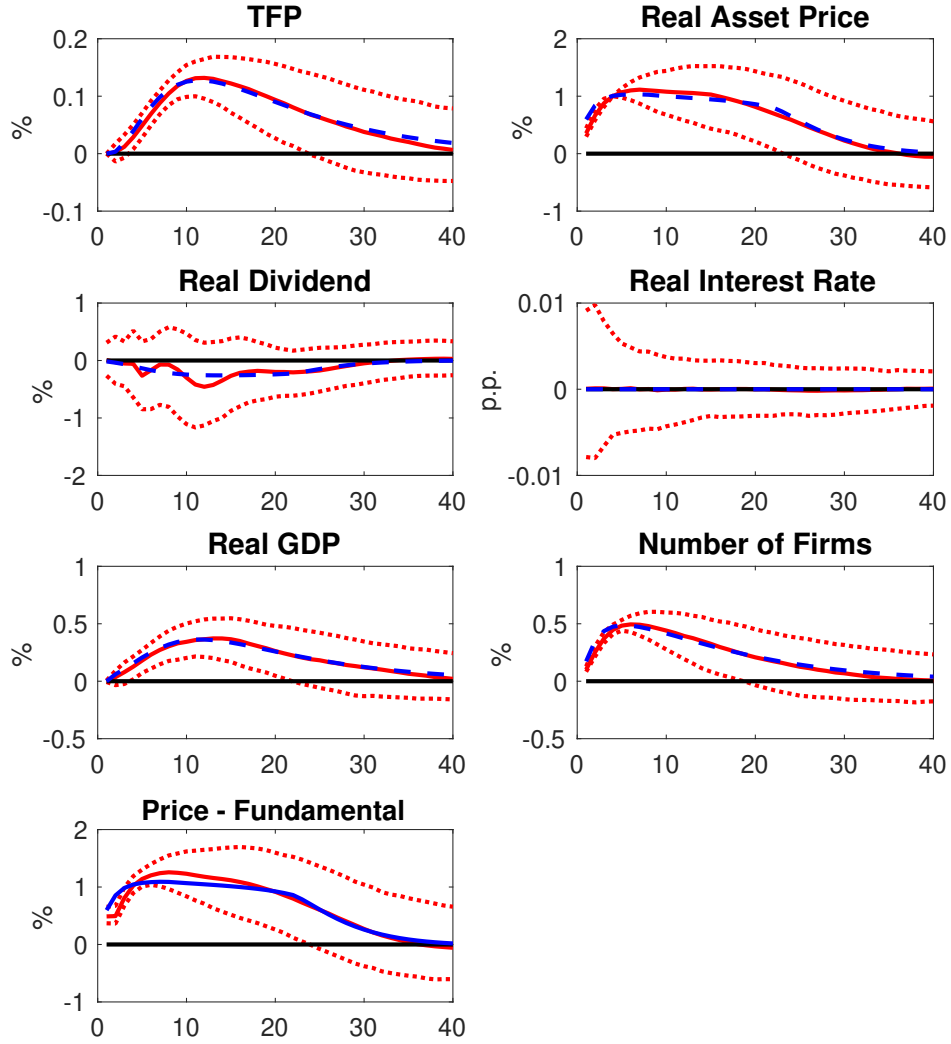 TFP
%
0.2
0.1
0
-0.1
0 10 20 30 40
Real Asset Price
%
2
1
0
-1
0 10 20 30 40
Real Dividend
%
1
0
-1
-2
0 10 20 30 40
Real Interest Rate
p.p.
0.01
0
-0.01
0 10 20 30 40
Real GDP
%
1
0.5
0
-0.5
0 10 20 30 40
Number of Firms
%
1
0.5
0
-0.5
0 10 20 30 40
Price - Fundamental
%
2
1
0
-1
0 10 20 30 40